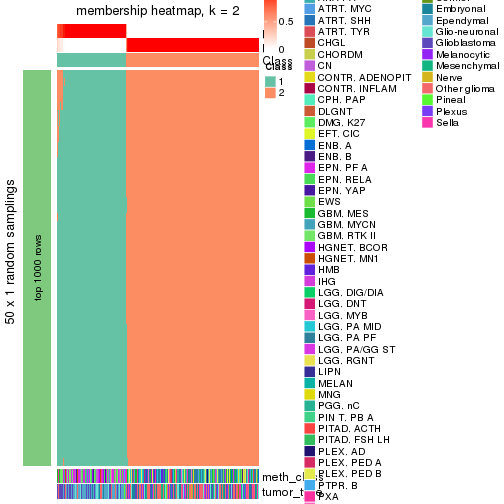 membership heatmap, k = 2
0.5
0
Class
Class
1
2
50 x 1 random samplings
top 1000 rows
ATRT. MYC
ATRT. SHH
ATRT. TYR
CHGL
CHORDM
CN
CONTR. ADENOPIT
CONTR. INFLAM
CPH. PAP
DLGNT
DMG. K27
EFT. CIC
ENB. A
ENB. B
EPN. PF A
EPN. RELA
EPN. YAP
EWS
GBM. MES
GBM. MYCN
GBM. RTK II
HGNET. BCOR
HGNET. MN1
HMB
IHG
LGG. DIG/DIA
LGG. DNT
LGG. MYB
LGG. PA MID
LGG. PA PF
LGG. PA/GG ST
LGG. RGNT
LIPN
MELAN
MNG
PGG. nC
PIN T. PB A
PITAD. ACTH
PITAD. FSH LH
PLEX. AD
PLEX. PED A
PLEX. PED B
PTPR. B
PXA
Embryonal
Ependymal
Glio-neuronal
Glioblastoma
Melanocytic
Mesenchymal
Nerve
Other glioma
Pineal
Plexus
Sella
meth_cl
tumor_t